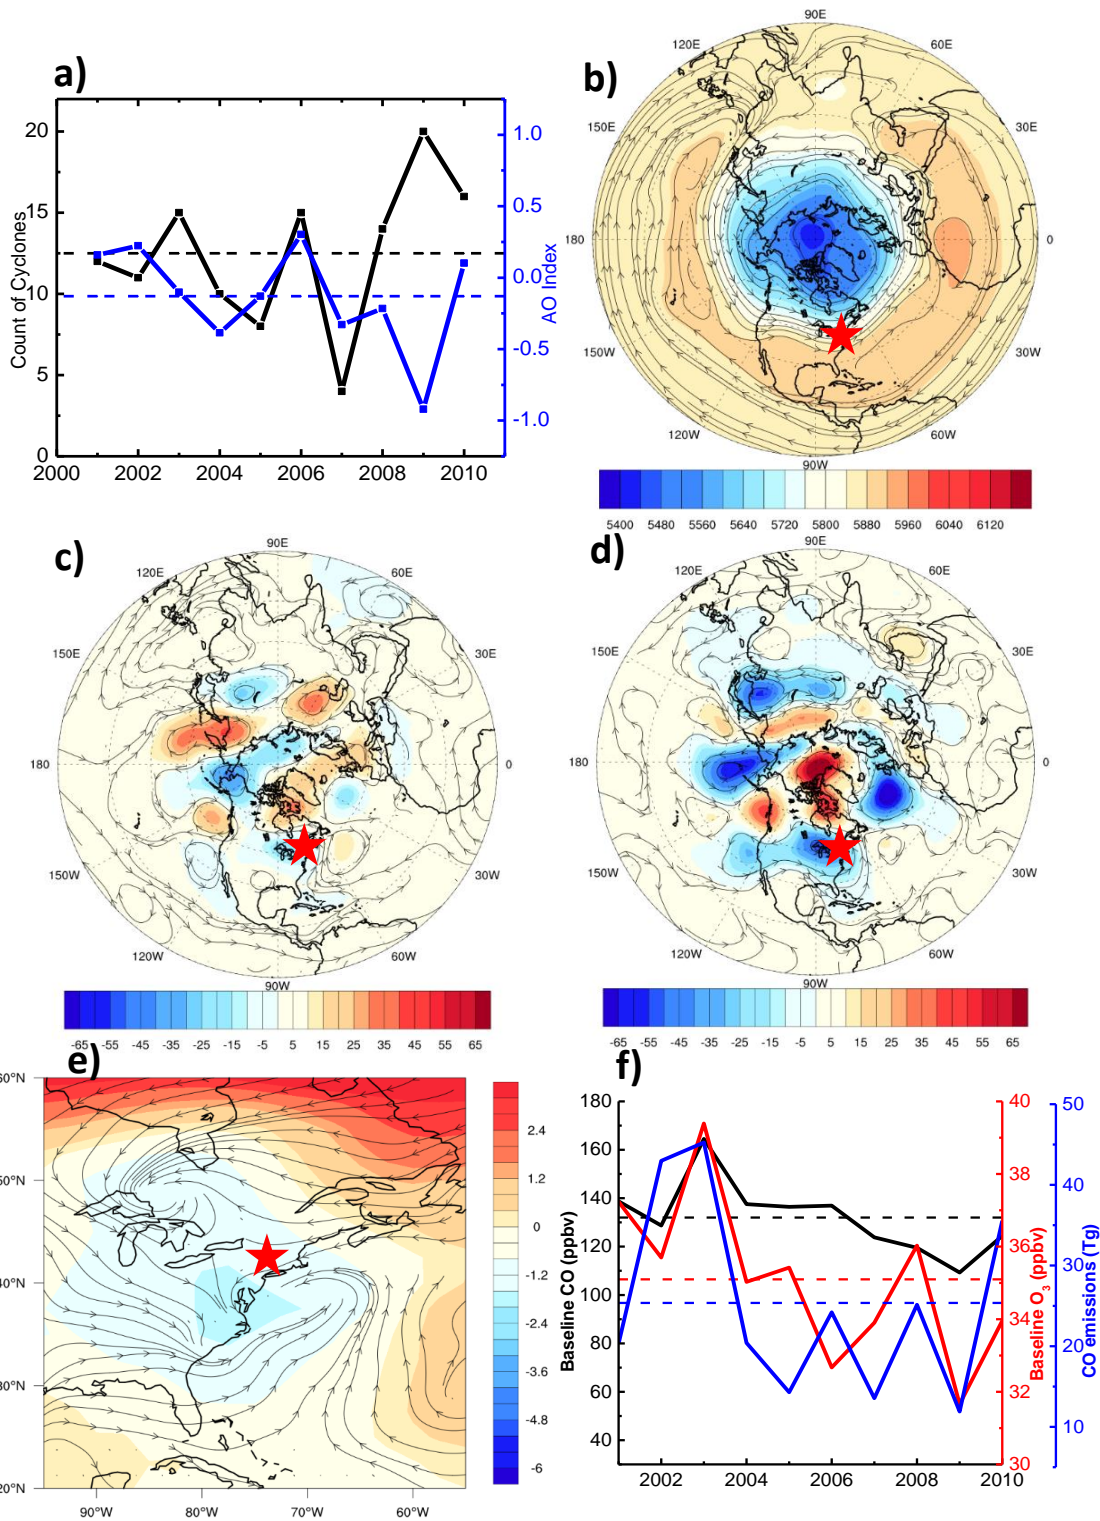 a)
20
15
10
5
0
Count of Cyclones
1.0
0.5
0.0
-0.5
-1.0
AO Index
2000 2002 2004 2006 2008 2010
b)
90E
120E 60E
150E 30E
180 0
150W 30W
120W 60W
90W
5400 5480 5560 5640 5720 5800 5880 5960 6040 6120
c)
90E
120E 60E
150E 30E
180 0
150W 30W
120W 60W
90W
-65 -55 -45 -35 -25 -15 -5 5 15 25 35 45 55 65
d)
90E
120E 60E
150E 30E
180 0
150W 30W
120W 60W
90W
-65 -55 -45 -35 -25 -15 -5 5 15 25 35 45 55 65
e)
60°N
50°N
40°N
30°N
20°N
90°W 80°W 70°W 60°W
2.4
1.2
0
-1.2
-2.4
-3.6
-4.8
-6
f)
180
160
140
120
100
80
60
40
Baseline CO (ppbv)
40
38
36
34
32
30
Baseline O3 (ppbv)
50
40
30
20
10
CO emissions (Tg)
2002 2004 2006 2008 2010